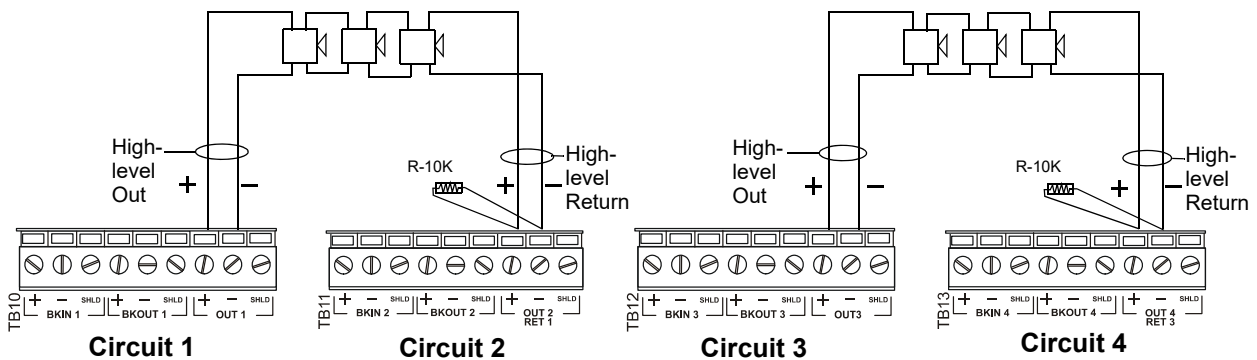 High-
level
Out
+ −
R-10K
+ −
High-
level
Return
High-
level
Out
+ −
R-10K
+ −
High-
level
Return
TB10
+ − SHLD + − SHLD + − SHLD
BKIN 1 BKOUT 1 OUT 1
Circuit 1
TB11
+ − SHLD + − SHLD + − SHLD
BKIN 2 BKOUT 2 OUT 2
RET 1
Circuit 2
TB12
+ − SHLD + − SHLD + − SHLD
BKIN 3 BKOUT 3 OUT3
Circuit 3
TB13
+ − SHLD + − SHLD + − SHLD
BKIN 4 BKOUT 4 OUT 4
RET 3
Circuit 4